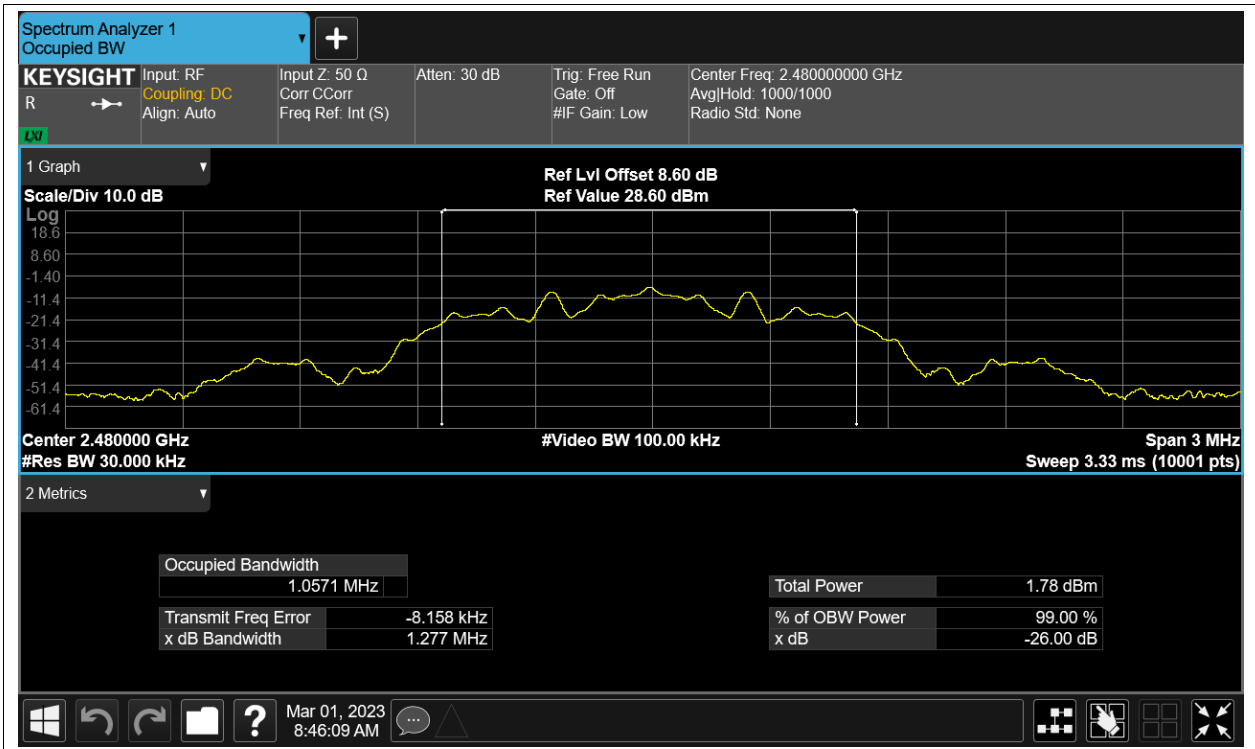 Spectrum Analyzer 1
Occupied BW
+
KEYSIGHT
R
LXI
Input: RF
Coupling: DC
Align: Auto
Input Z: 50 Ω
Corr CCorr
Freq Ref: Int (S)
Atten: 30 dB
Trig: Free Run
Gate: Off
#IF Gain: Low
Center Freq: 2.480000000 GHz
Avg|Hold: 1000/1000
Radio Std: None
1 Graph
Scale/Div 10.0 dB
Ref Lvl Offset 8.60 dB
Ref Value 28.60 dBm
Log
18.6
8.60
-1.40
-11.4
-21.4
-31.4
-41.4
-51.4
-61.4
Center 2.480000 GHz
#Res BW 30.000 kHz
#Video BW 100.00 kHz
Span 3 MHz
Sweep 3.33 ms (10001 pts)
2 Metrics
Occupied Bandwidth
1.0571 MHz
Transmit Freq Error -8.158 kHz
x dB Bandwidth 1.277 MHz
Total Power 1.78 dBm
% of OBW Power 99.00 %
x dB -26.00 dB
?
Mar 01, 2023
8:46:09 AM